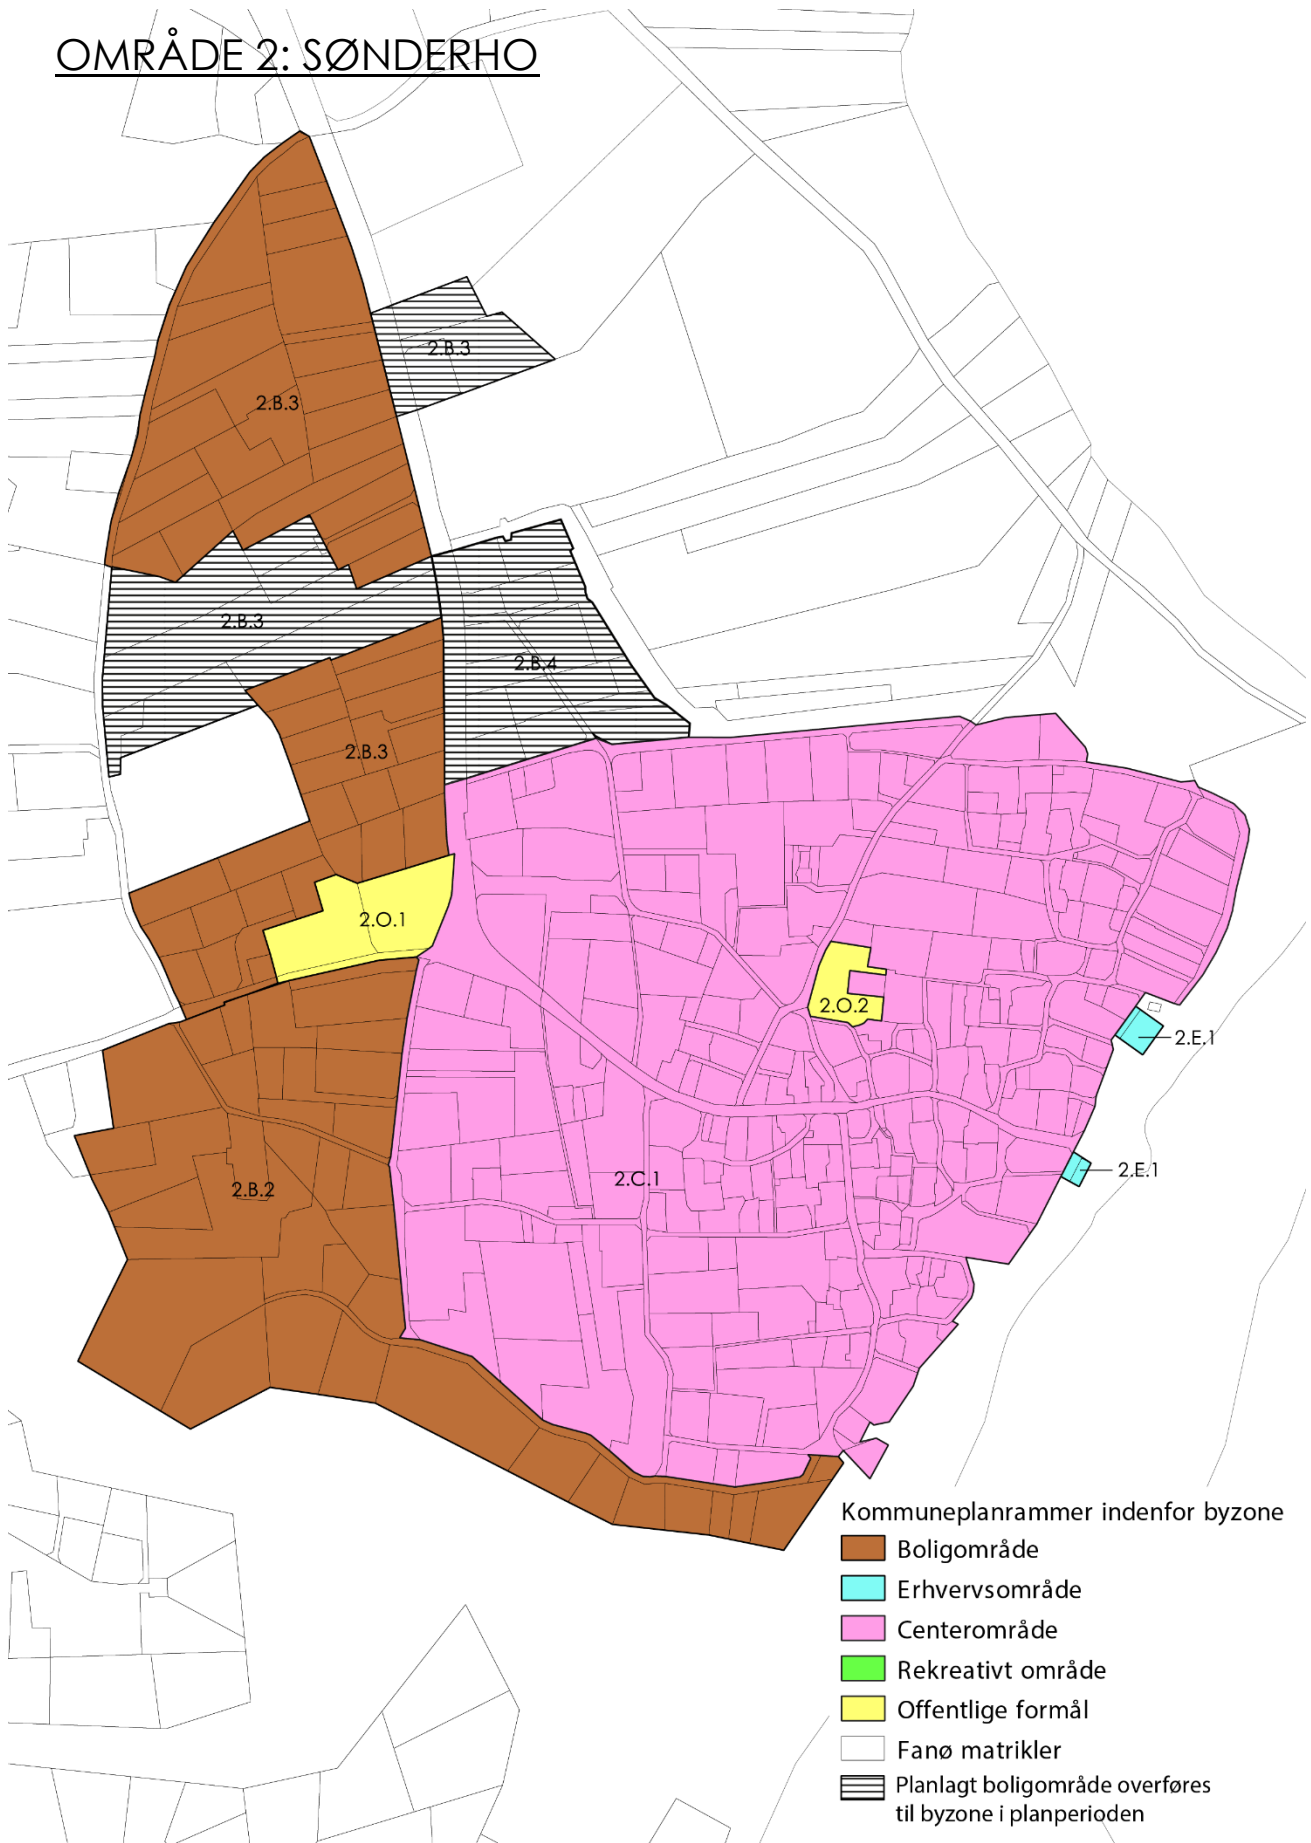 OMRÅDE 2: SØNDERHO
2.B.3
2.B.3
2.B.3
2.B.4
2.B.3
2.O.1
2.O.2
2.E.1
2.E.1
2.C.1
2.B.2
Kommuneplanrammer indenfor byzone
Boligområde
Erhvervsområde
Centerområde
Rekreativt område
Offentlige formål
Fanø matrikler
Planlagt boligområde overføres
til byzone i planperioden